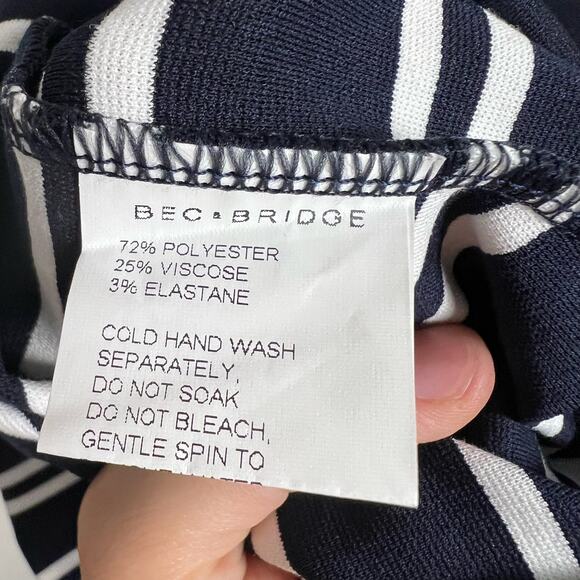 BEC & BRIDGE
72% POLYESTER
25% VISCOSE
3% ELASTANE
COLD HAND WASH
SEPARATELY,
DO NOT SOAK
DO NOT BLEACH,
GENTLE SPIN TO